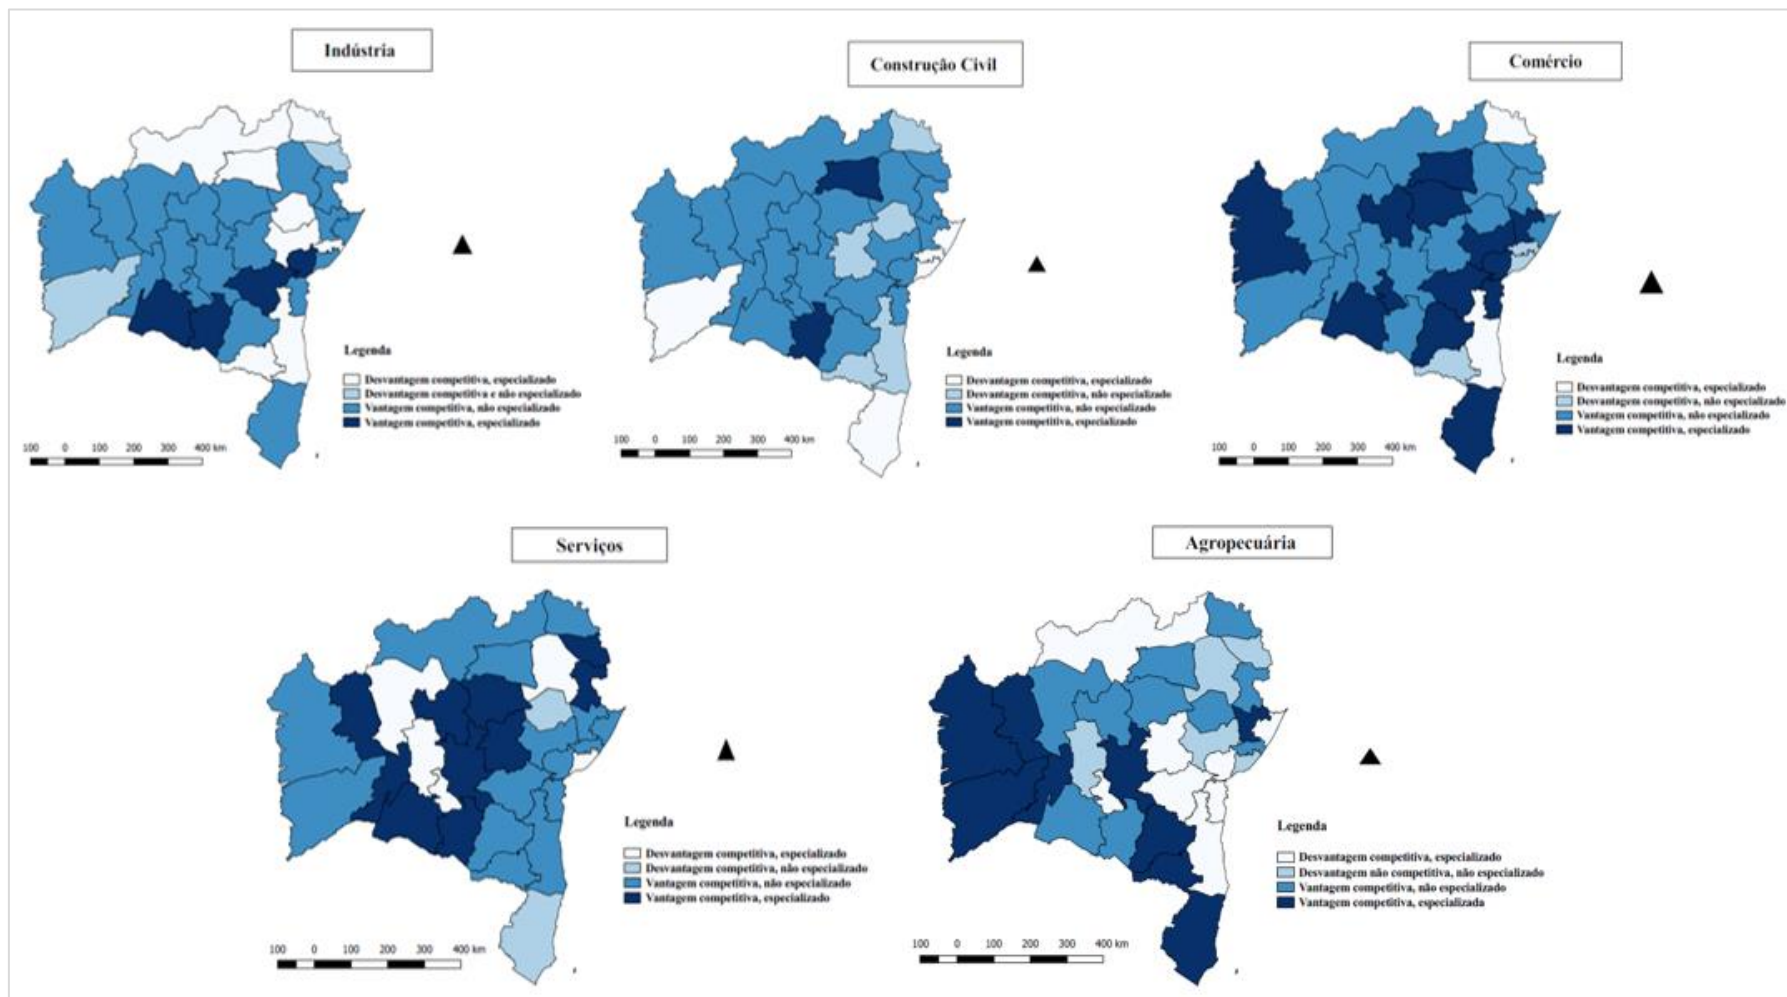 Indústria
Legenda
Desvantagem competitiva, especializado
Desvantagem competitiva e não especializado
Vantagem competitiva, não especializado
Vantagem competitiva, especializado
100 0 100 200 300 400 km
Construção Civil
Legenda
Desvantagem competitiva, especializado
Desvantagem competitiva, não especializado
Vantagem competitiva, não especializado
Vantagem competitiva, especializado
100 0 100 200 300 400 km
Comércio
Legenda
Desvantagem competitiva, especializado
Desvantagem competitiva, não especializado
Vantagem competitiva, não especializado
Vantagem competitiva, especializado
100 0 100 200 300 400 km
Serviços
Legenda
Desvantagem competitiva, especializado
Desvantagem competitiva, não especializado
Vantagem competitiva, não especializado
Vantagem competitiva, especializado
100 0 100 200 300 400 km
Agropecuária
Legenda
Desvantagem competitiva, especializado
Desvantagem não competitiva, não especializado
Vantagem competitiva, não especializado
Vantagem competitiva, especializada
100 0 100 200 300 400 km